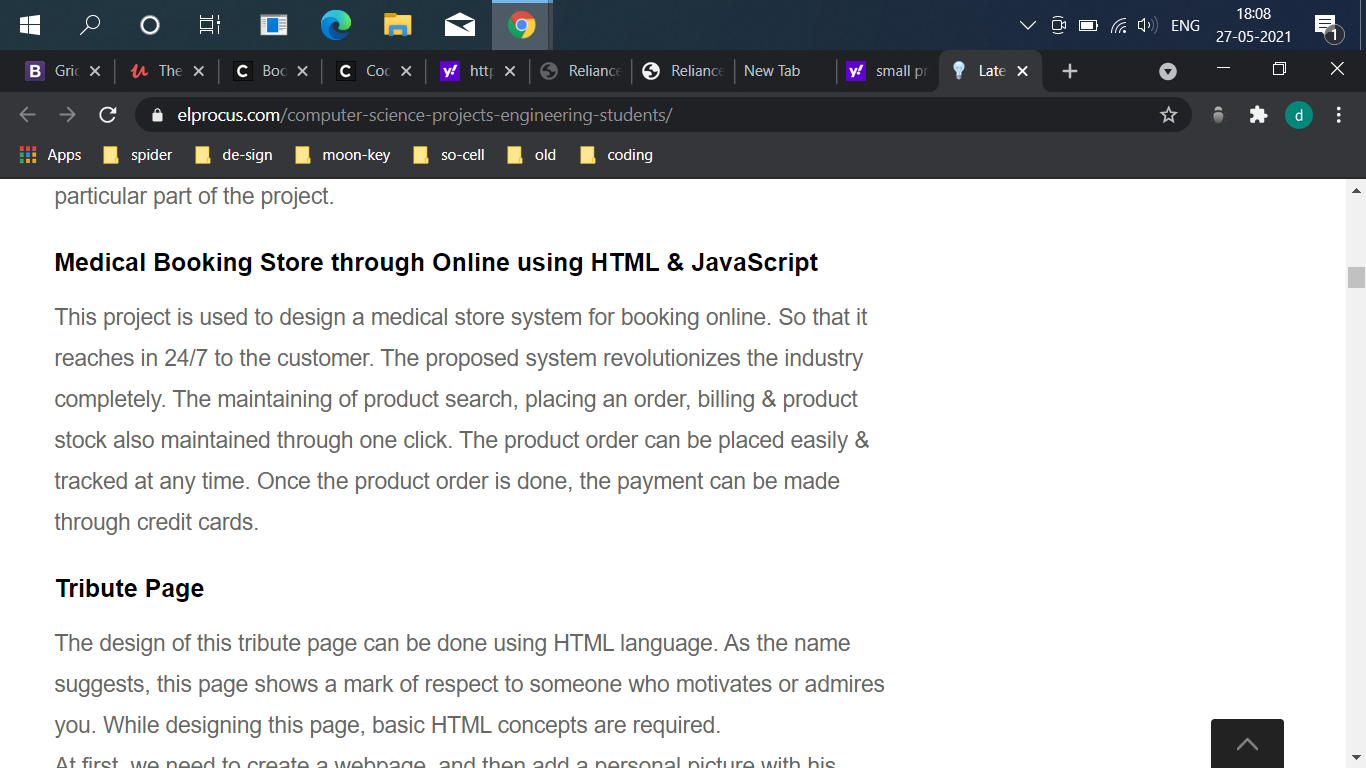 ENG
18:08
27-05-2021
1
B Gric
The
C Boc
C Coc
y! http
Reliance
Reliance
New Tab
y! small pr
Late
elprocus.com/computer-science-projects-engineering-students/
d
Apps
spider
de-sign
moon-key
so-cell
old
coding
particular part of the project.
Medical Booking Store through Online using HTML & JavaScript
This project is used to design a medical store system for booking online. So that it
reaches in 24/7 to the customer. The proposed system revolutionizes the industry
completely. The maintaining of product search, placing an order, billing & product
stock also maintained through one click. The product order can be placed easily &
tracked at any time. Once the product order is done, the payment can be made
through credit cards.
Tribute Page
The design of this tribute page can be done using HTML language. As the name
suggests, this page shows a mark of respect to someone who motivates or admires
you. While designing this page, basic HTML concepts are required.
At first, we need to create a webpage, and then add a personal picture with his